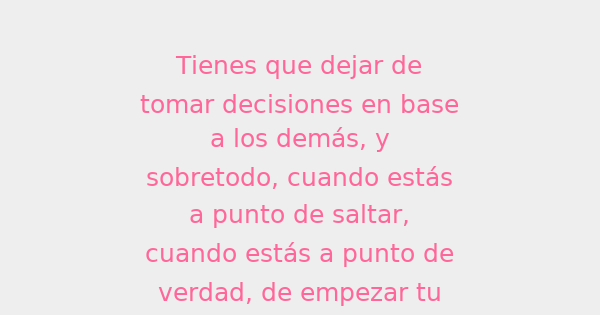 Tienes que dejar de
tomar decisiones en base
a los demás, y
sobretodo, cuando estás
a punto de saltar,
cuando estás a punto de
verdad, de empezar tu